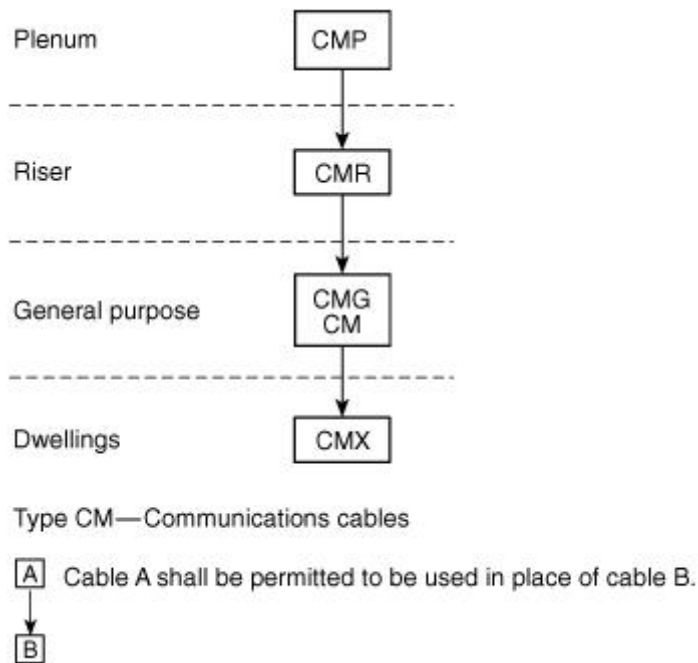 Plenum CMP
Riser CMR
General purpose CMG
CM
Dwellings CMX
Type CM—Communications cables
A Cable A shall be permitted to be used in place of cable B.
B